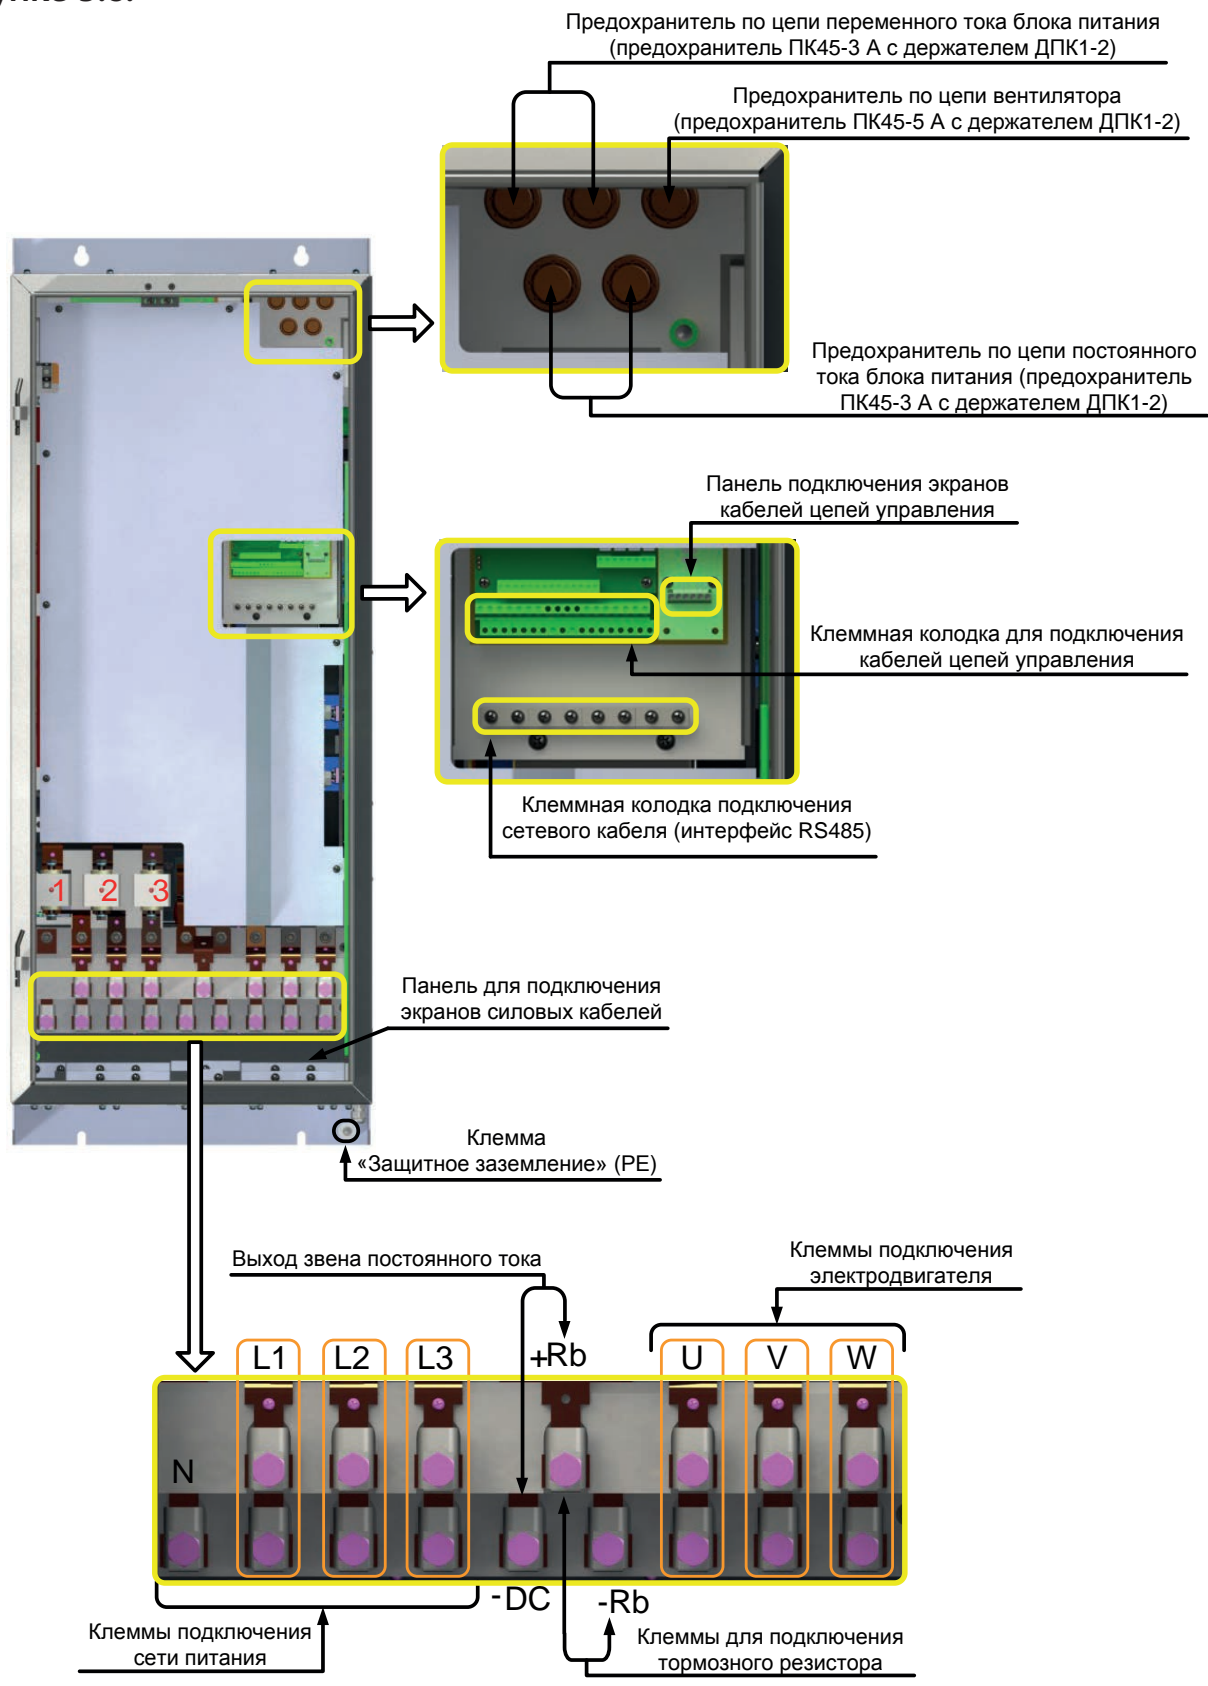 Предохранитель по цепи переменного тока блока питания
(предохранитель ПК45-3 А с держателем ДПК1-2)
Предохранитель по цепи вентилятора
(предохранитель ПК45-5 А с держателем ДПК1-2)
Предохранитель по цепи постоянного
тока блока питания (предохранитель
ПК45-3 А с держателем ДПК1-2)
Панель подключения экранов
кабелей цепей управления
Клеммная колодка для подключения
кабелей цепей управления
Клеммная колодка подключения
сетевого кабеля (интерфейс RS485)
1 2 3
Панель для подключения
экранов силовых кабелей
Клемма
«Защитное заземление» (PE)
Выход звена постоянного тока
Клеммы подключения
электродвигателя
L1 L2 L3 +Rb U V W
N
-DC -Rb
Клеммы подключения
сети питания
Клеммы для подключения
тормозного резистора